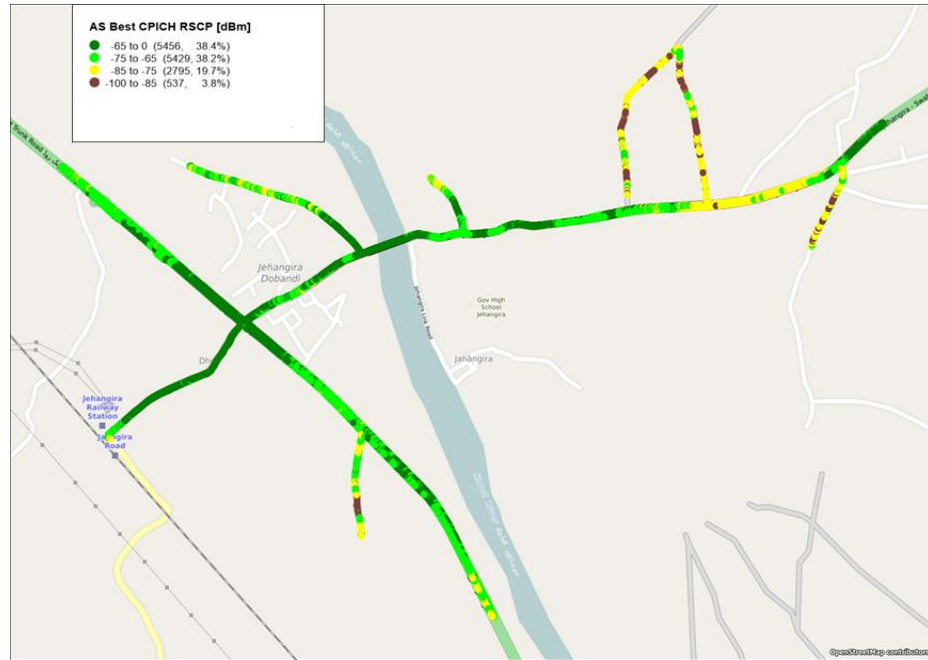 AS Best CPICH RSCP [dBm]
-65 to 0 (5456, 38.4%)
-75 to -65 (5429, 38.2%)
-85 to -75 (2795, 19.7%)
-100 to -85 (537, 3.8%)
Trunk Road
Jehangira
Dobandi
Gov High
School
Jehangira
Jehangira Link Road
Jahangira
Jehangira
Railway
Station
Road
OpenStreetMap contributors